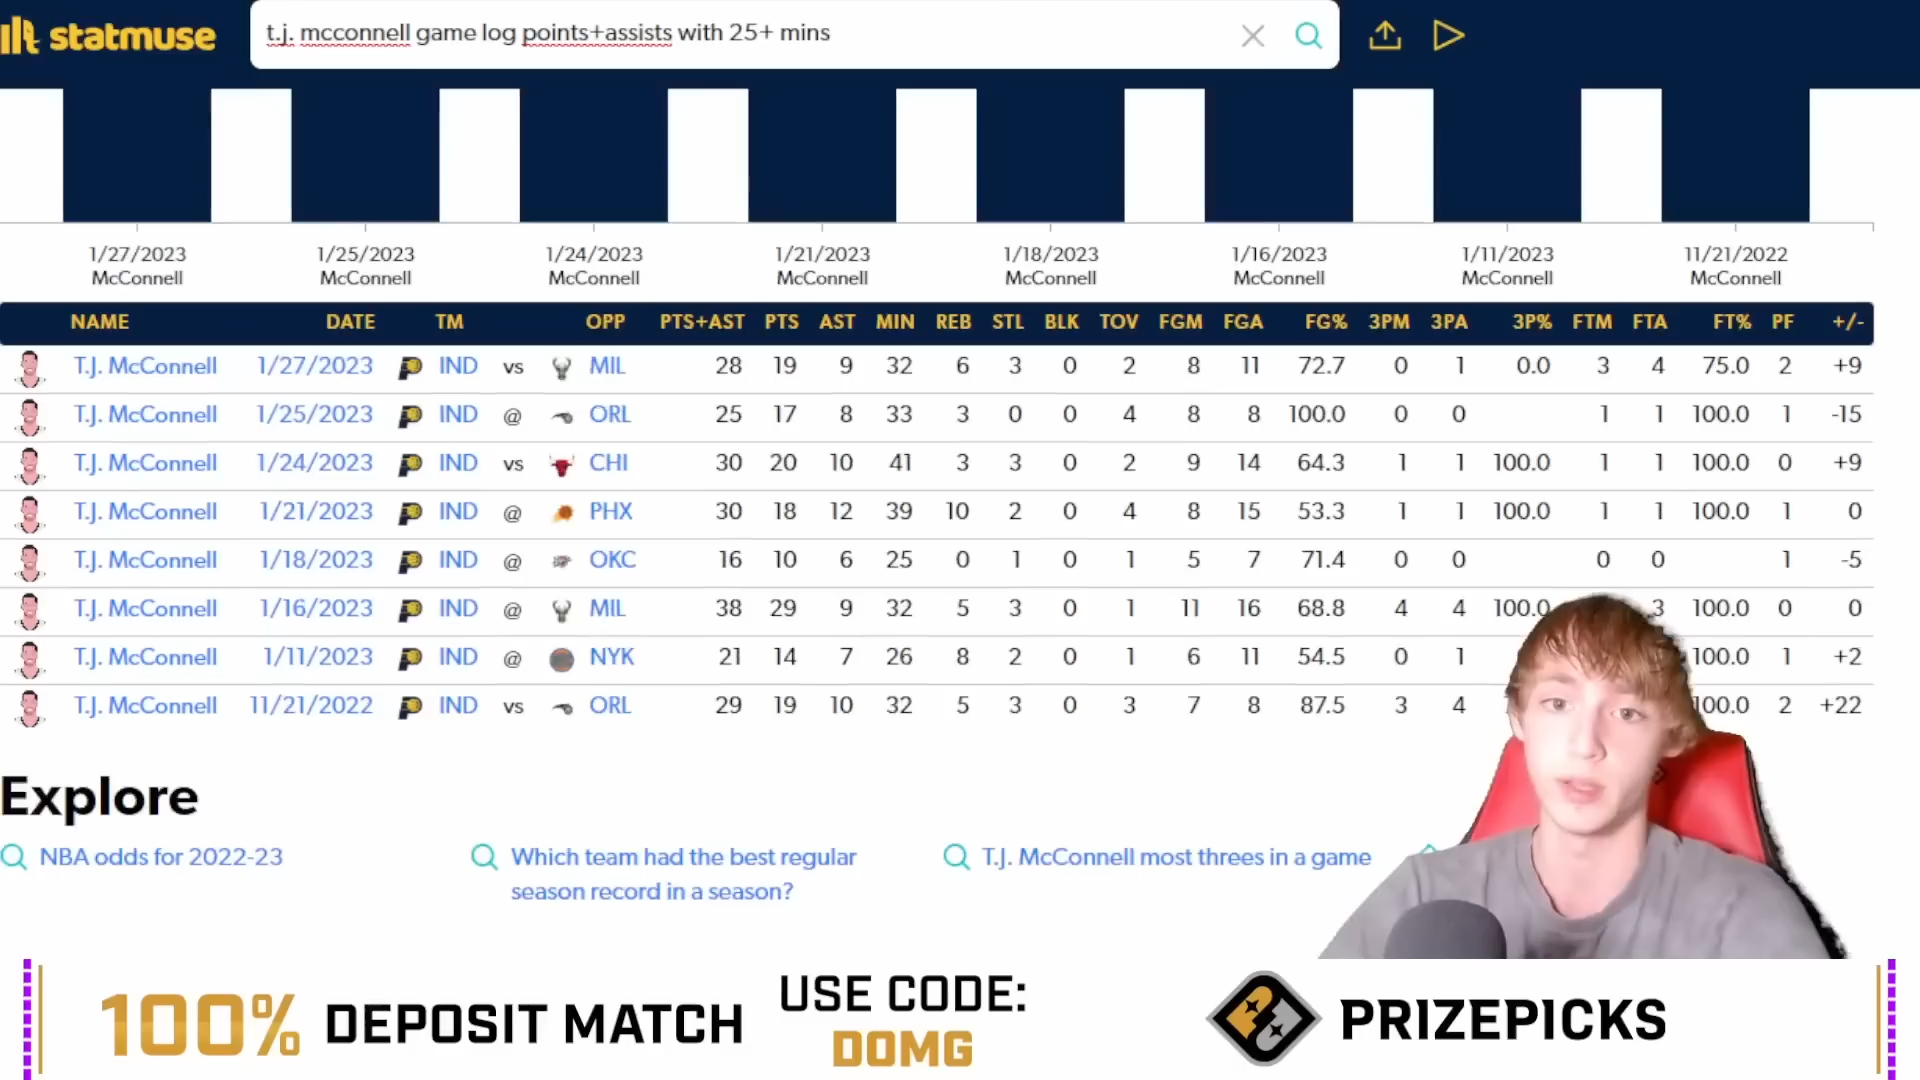 statmuse
t.j. mcconnell game log points+assists with 25+ mins
1/27/2023 1/25/2023 1/24/2023 1/21/2023 1/18/2023 1/16/2023 1/11/2023 11/21/2022
McConnell McConnell McConnell McConnell McConnell McConnell McConnell McConnell
NAME DATE TM OPP PTS+AST PTS AST MIN REB STL BLK TOV FGM FGA FG% 3PM 3PA 3P% FTM FTA FT% PF +/-
T.J. McConnell 1/27/2023 IND vs MIL 28 19 9 32 6 3 0 2 8 11 72.7 0 1 0.0 3 4 75.0 2 +9
T.J. McConnell 1/25/2023 IND @ ORL 25 17 8 33 3 0 0 4 8 8 100.0 0 0 1 1 100.0 1 -15
T.J. McConnell 1/24/2023 IND vs CHI 30 20 10 41 3 3 0 2 9 14 64.3 1 1 100.0 1 1 100.0 0 +9
T.J. McConnell 1/21/2023 IND @ PHX 30 18 12 39 10 2 0 4 8 15 53.3 1 1 100.0 1 1 100.0 1 0
T.J. McConnell 1/18/2023 IND @ OKC 16 10 6 25 0 1 0 1 5 7 71.4 0 0 0 0 1 -5
T.J. McConnell 1/16/2023 IND @ MIL 38 29 9 32 5 3 0 1 11 16 68.8 4 4 100.0 3 100.0 0 0
T.J. McConnell 1/11/2023 IND @ NYK 21 14 7 26 8 2 0 1 6 11 54.5 0 1 100.0 1 +2
T.J. McConnell 11/21/2022 IND vs ORL 29 19 10 32 5 3 0 3 7 8 87.5 3 4 100.0 2 +22
Explore
NBA odds for 2022-23
Which team had the best regular
season record in a season?
T.J. McConnell most threes in a game
100% DEPOSIT MATCH
USE CODE:
DOMG
PRIZEPICKS